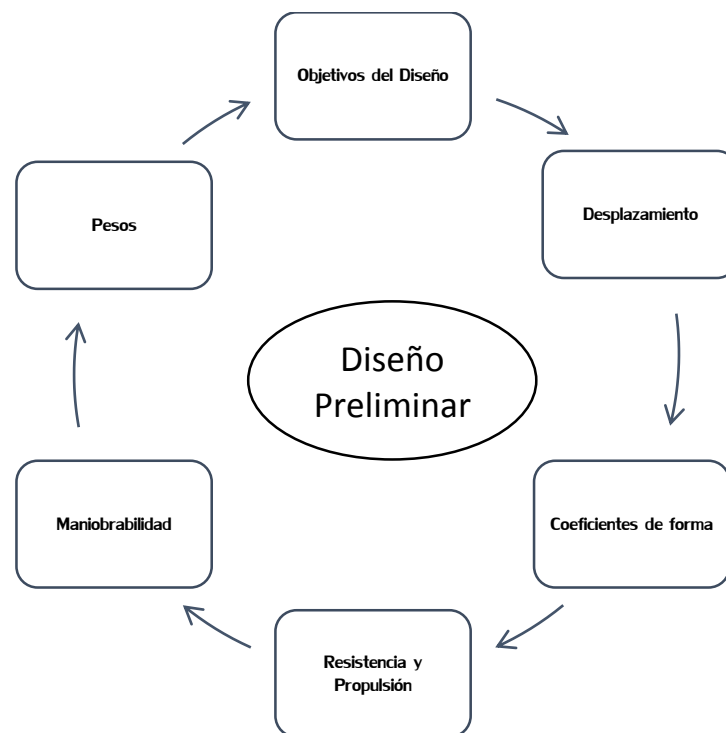 Objetivos del Diseño
Desplazamiento
Coeficientes de forma
Resistencia y
Propulsión
Maniobrabilidad
Pesos
Diseño
Preliminar